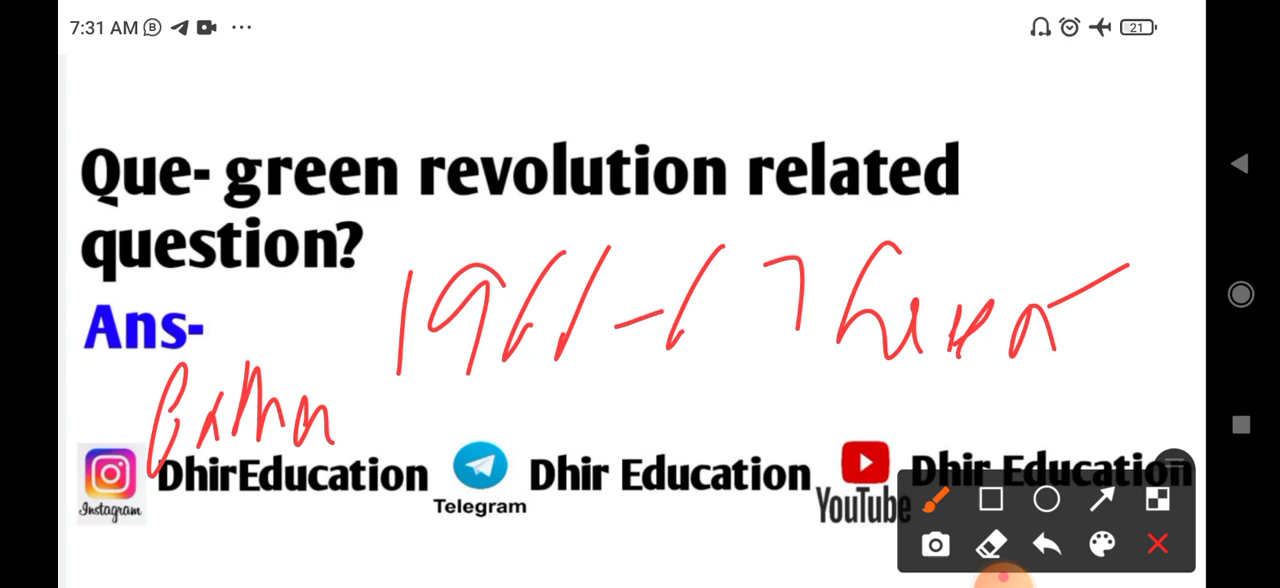 7:31 AM
21
Que- green revolution related
question?
Ans-
1966-67
DhirEducation
Dhir Education
Dhir Education
Instagram
Telegram
YouTube